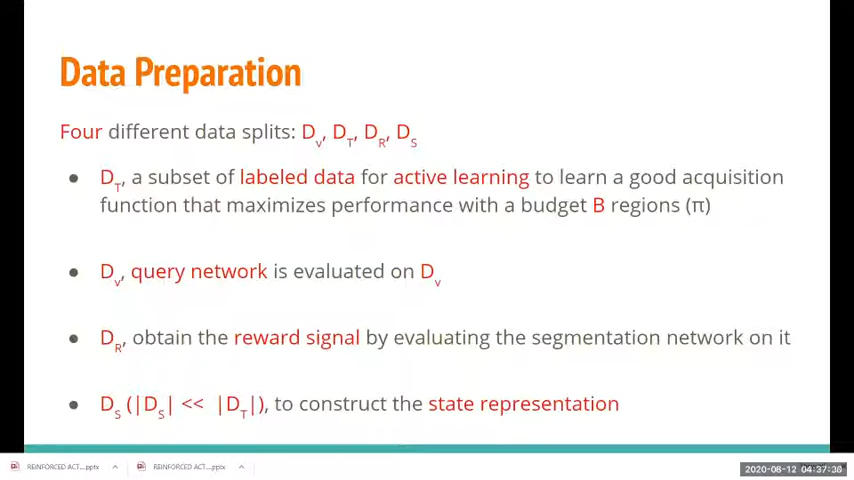 Data Preparation
Four different data splits: Dv, DT, DR, DS
● DT, a subset of labeled data for active learning to learn a good acquisition
function that maximizes performance with a budget B regions (π)
● Dv, query network is evaluated on Dv
● DR, obtain the reward signal by evaluating the segmentation network on it
● DS (|DS| << |DT|), to construct the state representation
REINFORCED ACT....pptx
REINFORCED ACT....pptx
2020-08-12 04:37:30